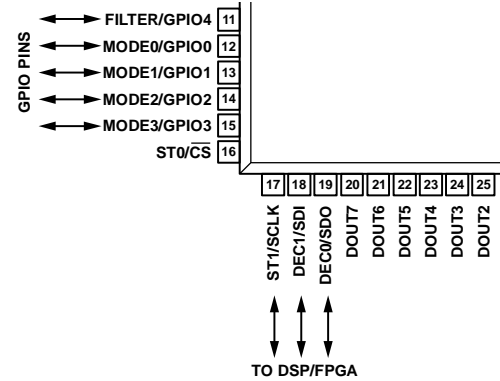 GPIO PINS
FILTER/GPIO4 11
MODE0/GPIO0 12
MODE1/GPIO1 13
MODE2/GPIO2 14
MODE3/GPIO3 15
ST0/C̅S̅ 16
17 18 19 20 21 22 23 24 25
ST1/SCLK
DEC1/SDI
DEC0/SDO
DOUT7
DOUT6
DOUT5
DOUT4
DOUT3
DOUT2
TO DSP/FPGA